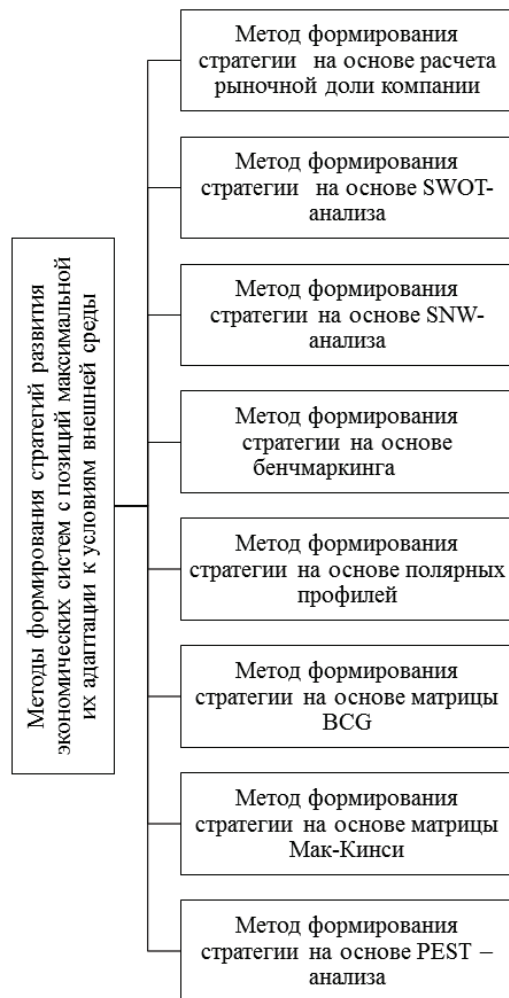 Методы формирования стратегий развития
экономических систем с позиций максимальной
их адаптации к условиям внешней среды
Метод формирования
стратегии на основе расчета
рыночной доли компании
Метод формирования
стратегии на основе SWOT-
анализа
Метод формирования
стратегии на основе SNW-
анализа
Метод формирования
стратегии на основе
бенчмаркинга
Метод формирования
стратегии на основе полярных
профилей
Метод формирования
стратегии на основе матрицы
BCG
Метод формирования
стратегии на основе матрицы
Мак-Кинси
Метод формирования
стратегии на основе PEST –
анализа